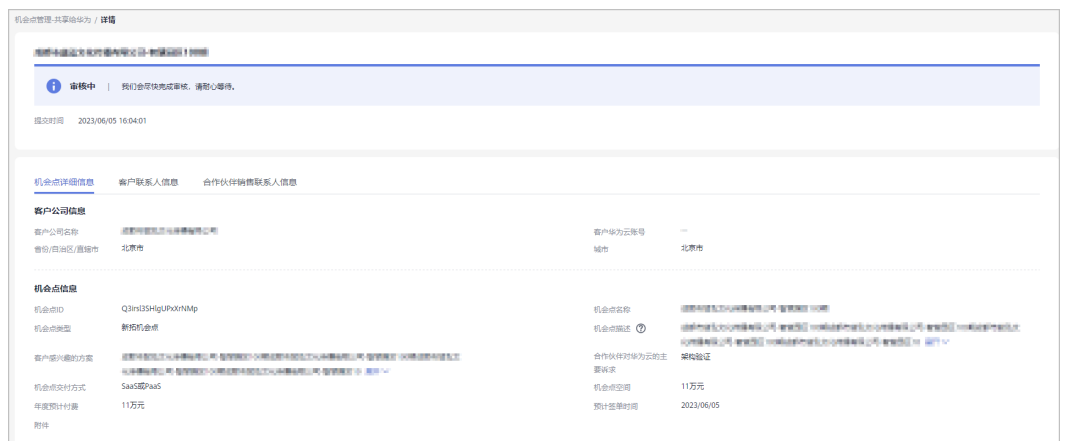 机会点管理-共享给华为 / 详情
审核中 | 我们会尽快完成审核，请耐心等待。
提交时间 2023/06/05 16:04:01
机会点详细信息 客户联系人信息 合作伙伴销售联系人信息
客户公司信息
客户公司名称 客户华为云账号 --
省份/自治区/直辖市 北京市 城市 北京市
机会点信息
机会点ID 机会点名称
机会点类型 新拓机会点 机会点描述
展开
客户感兴趣的方案 合作伙伴对华为云的主 架构验证
展开 要诉求
机会点交付方式 SaaS或PaaS 机会点空间 11万元
年度预计付费 11万元 预计签单时间 2023/06/05
附件